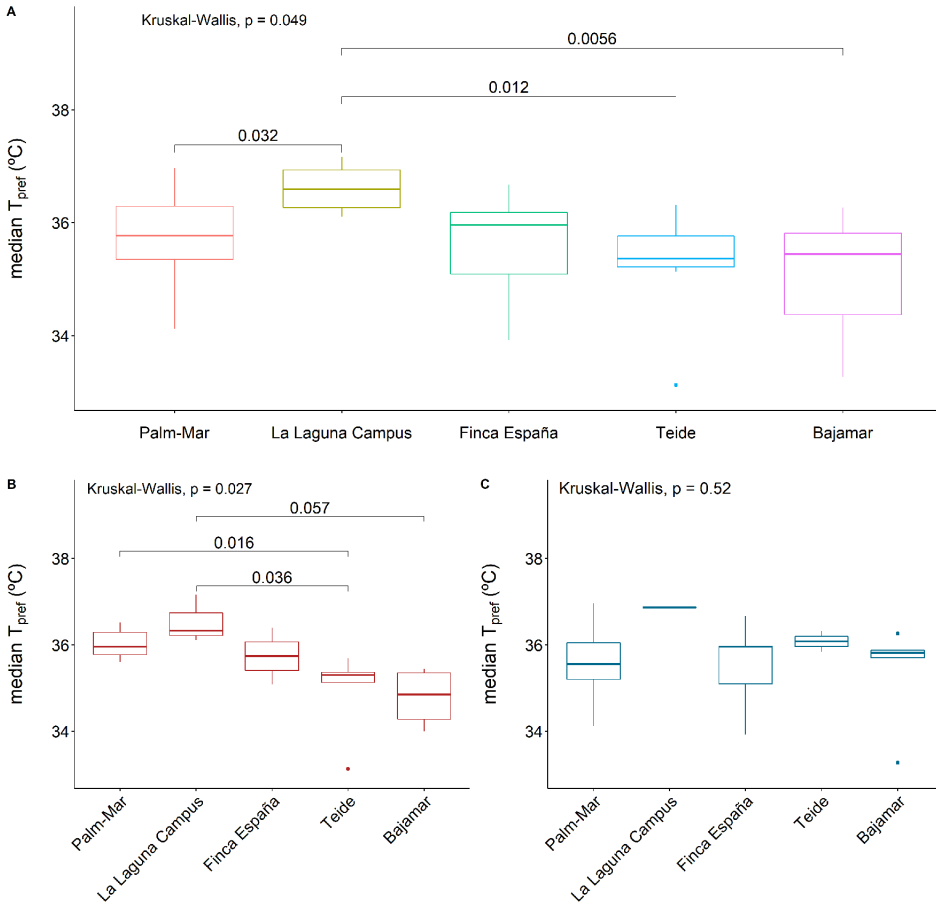 A
Kruskal-Wallis, p = 0.049
0.0056
0.012
0.032
38
36
34
median Tpref (ºC)
Palm-Mar
La Laguna Campus
Finca España
Teide
Bajamar
B
Kruskal-Wallis, p = 0.027
0.057
0.016
0.036
38
36
34
median Tpref (ºC)
Palm-Mar
La Laguna Campus
Finca España
Teide
Bajamar
C
Kruskal-Wallis, p = 0.52
38
36
34
median Tpref (ºC)
Palm-Mar
La Laguna Campus
Finca España
Teide
Bajamar